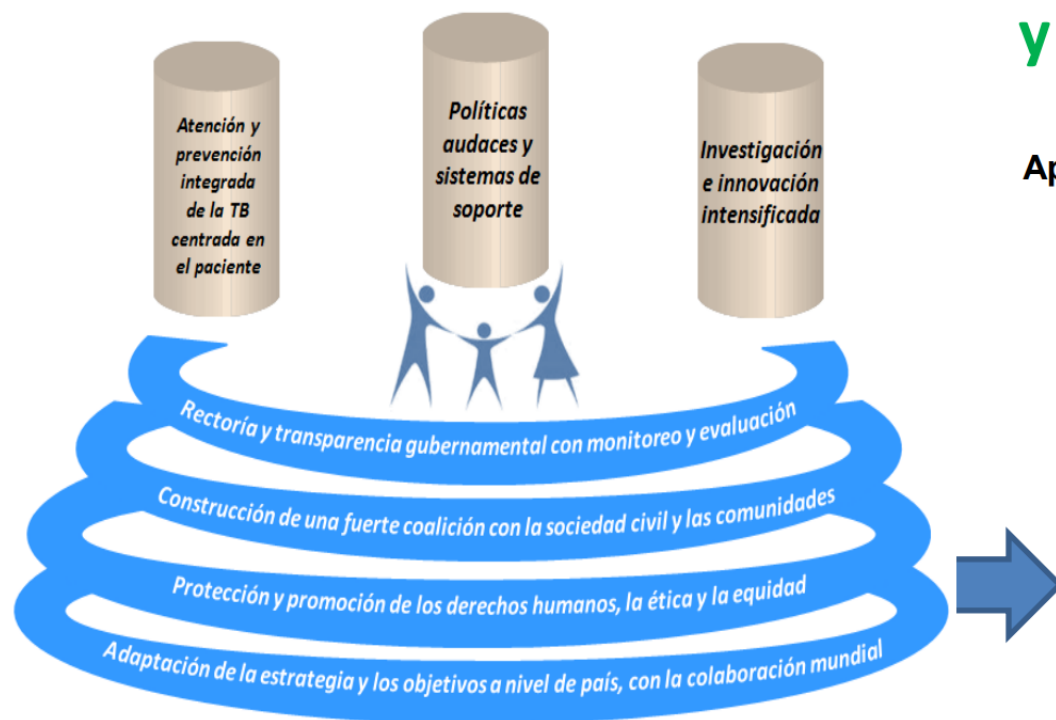 Atención y
prevención
integrada
de la TB
centrada en
el paciente
Políticas
audaces y
sistemas de
soporte
Investigación
e innovación
intensificada
y
Ap
Rectoría y transparencia gubernamental con monitoreo y evaluación
Construcción de una fuerte coalición con la sociedad civil y las comunidades
Protección y promoción de los derechos humanos, la ética y la equidad
Adaptación de la estrategia y los objetivos a nivel de país, con la colaboración mundial